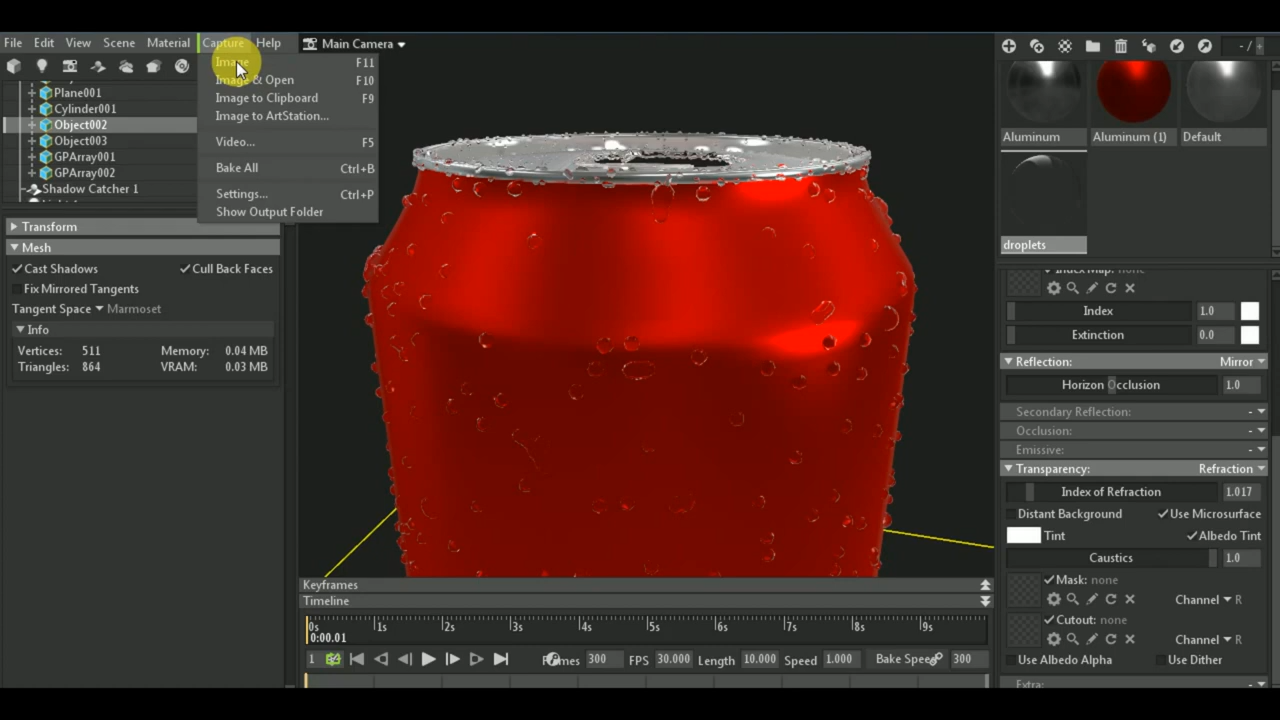 File Edit View Scene Material Capture Help Main Camera
- /
Image F11
Image & Open F10
Image to Clipboard F9
Image to ArtStation...
Video... F5
Bake All Ctrl+B
Settings... Ctrl+P
Show Output Folder
Plane001
Cylinder001
Object002
Object003
GPArray001
GPArray002
Shadow Catcher 1
Transform
Mesh
Cast Shadows Cull Back Faces
Fix Mirrored Tangents
Tangent Space Marmoset
Info
Vertices: 511 Memory: 0.04 MB
Triangles: 864 VRAM: 0.03 MB
Aluminum Aluminum (1) Default
droplets
Index Map: none
Index 1.0
Extinction 0.0
Reflection: Mirror
Horizon Occlusion 1.0
Secondary Reflection: -
Occlusion: -
Emissive: -
Transparency: Refraction
Index of Refraction 1.017
Distant Background Use Microsurface
Tint Albedo Tint
Caustics 1.0
Mask: none
Channel R
Cutout: none
Channel R
Use Albedo Alpha Use Dither
Extra: -
Keyframes
Timeline
0s 1s 2s 3s 4s 5s 6s 7s 8s 9s
0:00.01
1 Frames 300 FPS 30.000 Length 10.000 Speed 1.000 Bake Speed 300